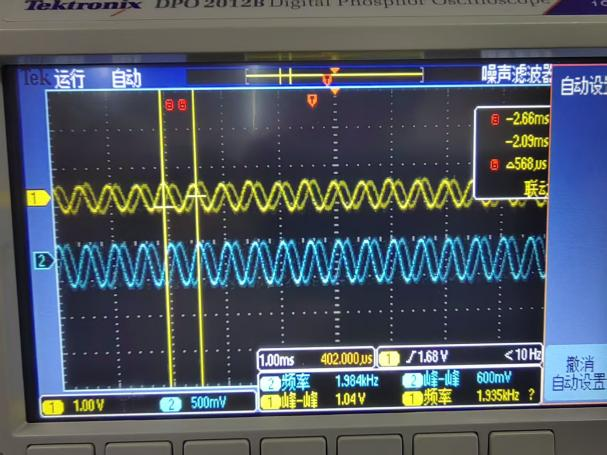 Tektronix DPO 2012B Digital Phosphor Oscilloscope
Tek 运行 自动 噪声滤波器
自动设
T
T
a b
a -2.66ms
-2.09ms
b △568µs
联动
1
2
1.00ms 402.000µs 1 ∫ 1.68 V < 10 Hz
2 频率 1.984kHz 2 峰-峰 600mV
1 1.00 V 2 500mV 1 峰-峰 1.04 V 1 频率 1.935kHz ?
撤消
自动设置